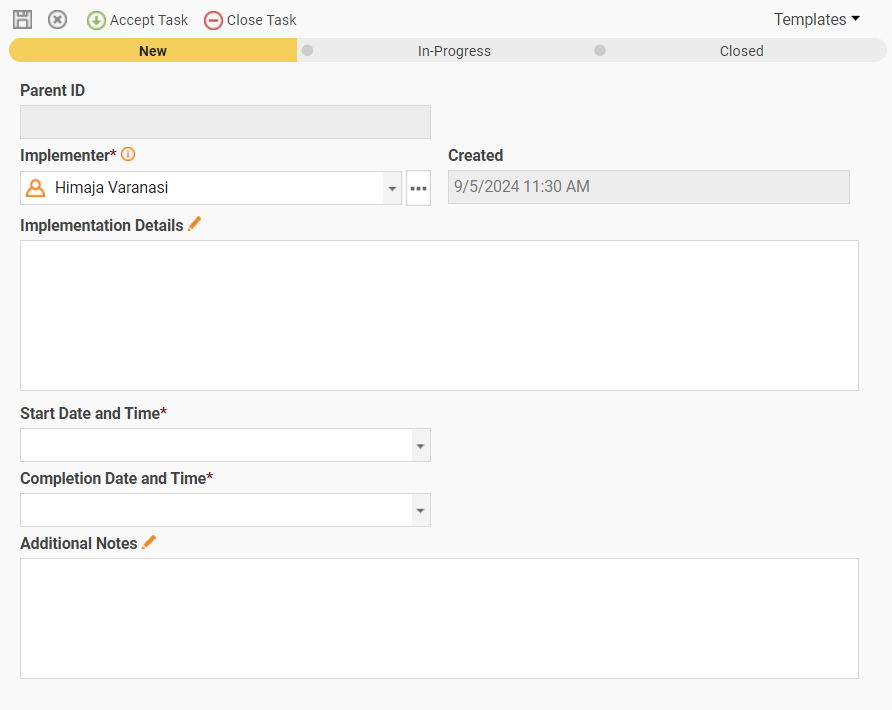 Accept Task Close Task Templates
New In-Progress Closed
Parent ID
Implementer* Created
Himaja Varanasi 9/5/2024 11:30 AM
Implementation Details
Start Date and Time*
Completion Date and Time*
Additional Notes